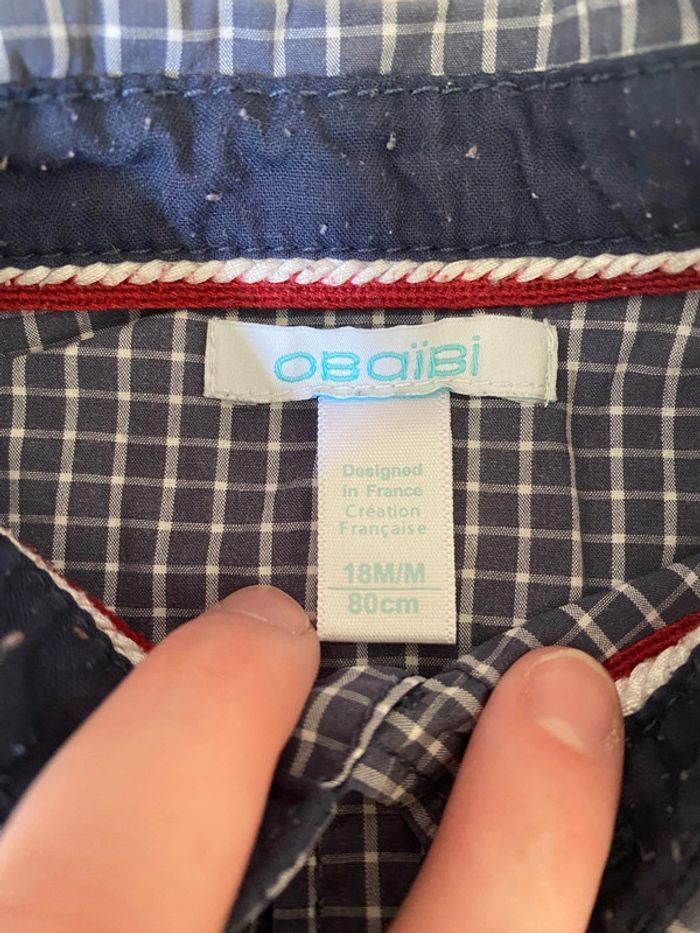 OBaïBi
Designed
in France
Création
Française
18M/M
80cm